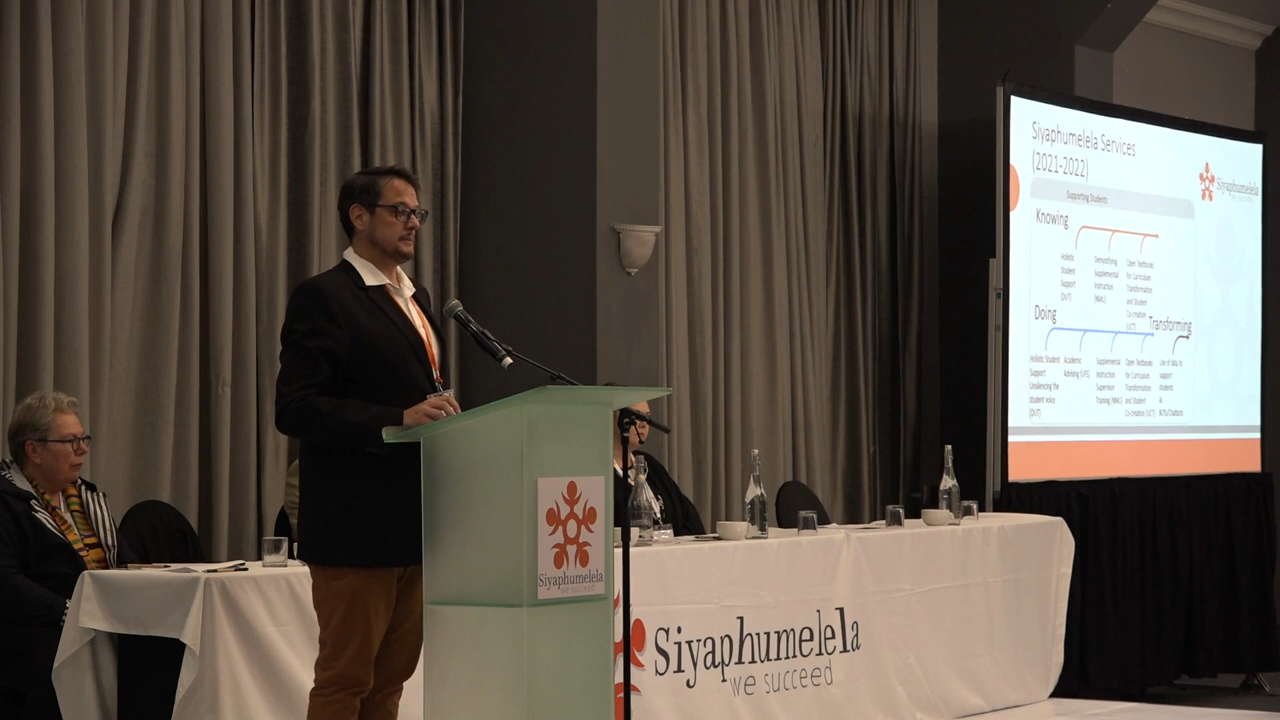 Siyaphumelela Services
(2021-2022)
Siyaphumelela
Supporting Students
Knowing
Holistic
Student
Support
(DUT)
Demystifying
Supplemental
Instruction
(NMU)
Open Textbooks
for Curriculum
Transformation
and Student
Co-creation
(UCT)
Doing
Transforming
Holistic Student
Support:
Unsilencing the
student voice
(DUT)
Academic
Advising (UFS)
Supplemental
Instruction
Supervisor
Training (NMU)
Open Textbooks
for Curriculum
Transformation
and Student
Co-creation (UCT)
Use of data to
support
students
AI
BOTs/Chatbots
Siyaphumelela
we succeed
Siyaphumelela
we succeed